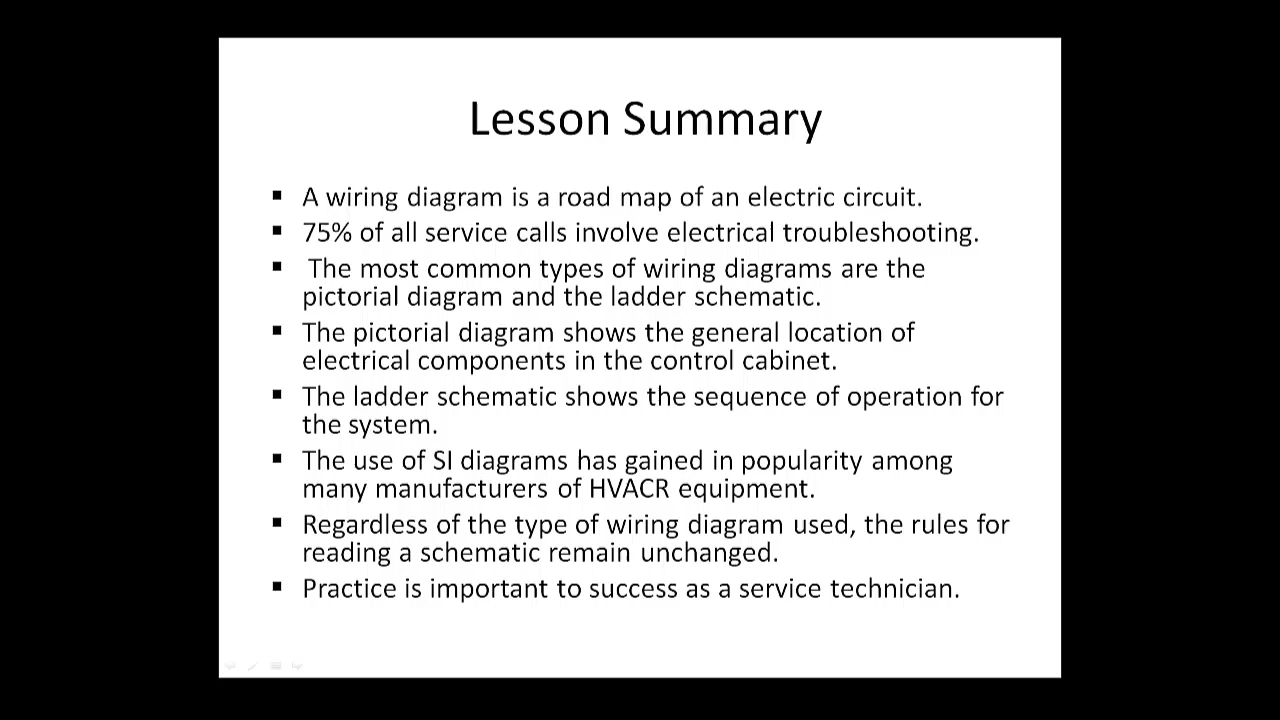 Lesson Summary
▪ A wiring diagram is a road map of an electric circuit.
▪ 75% of all service calls involve electrical troubleshooting.
▪ The most common types of wiring diagrams are the
pictorial diagram and the ladder schematic.
▪ The pictorial diagram shows the general location of
electrical components in the control cabinet.
▪ The ladder schematic shows the sequence of operation for
the system.
▪ The use of SI diagrams has gained in popularity among
many manufacturers of HVACR equipment.
▪ Regardless of the type of wiring diagram used, the rules for
reading a schematic remain unchanged.
▪ Practice is important to success as a service technician.